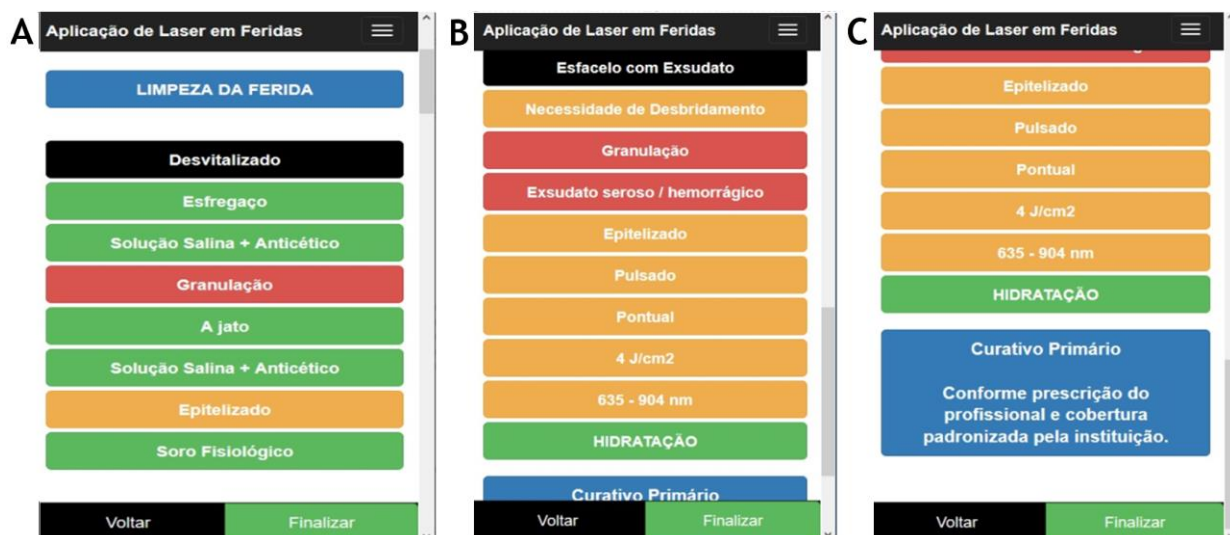 A
Aplicação de Laser em Feridas
LIMPEZA DA FERIDA
Desvitalizado
Esfregaço
Solução Salina + Anticético
Granulação
A jato
Solução Salina + Anticético
Epitelizado
Soro Fisiológico
Voltar
Finalizar
B
Aplicação de Laser em Feridas
Esfacelo com Exsudato
Necessidade de Desbridamento
Granulação
Exsudato seroso / hemorrágico
Epitelizado
Pulsado
Pontual
4 J/cm2
635 - 904 nm
HIDRATAÇÃO
Curativo Primário
Voltar
Finalizar
C
Aplicação de Laser em Feridas
Epitelizado
Pulsado
Pontual
4 J/cm2
635 - 904 nm
HIDRATAÇÃO
Curativo Primário
Conforme prescrição do
profissional e cobertura
padronizada pela instituição.
Voltar
Finalizar